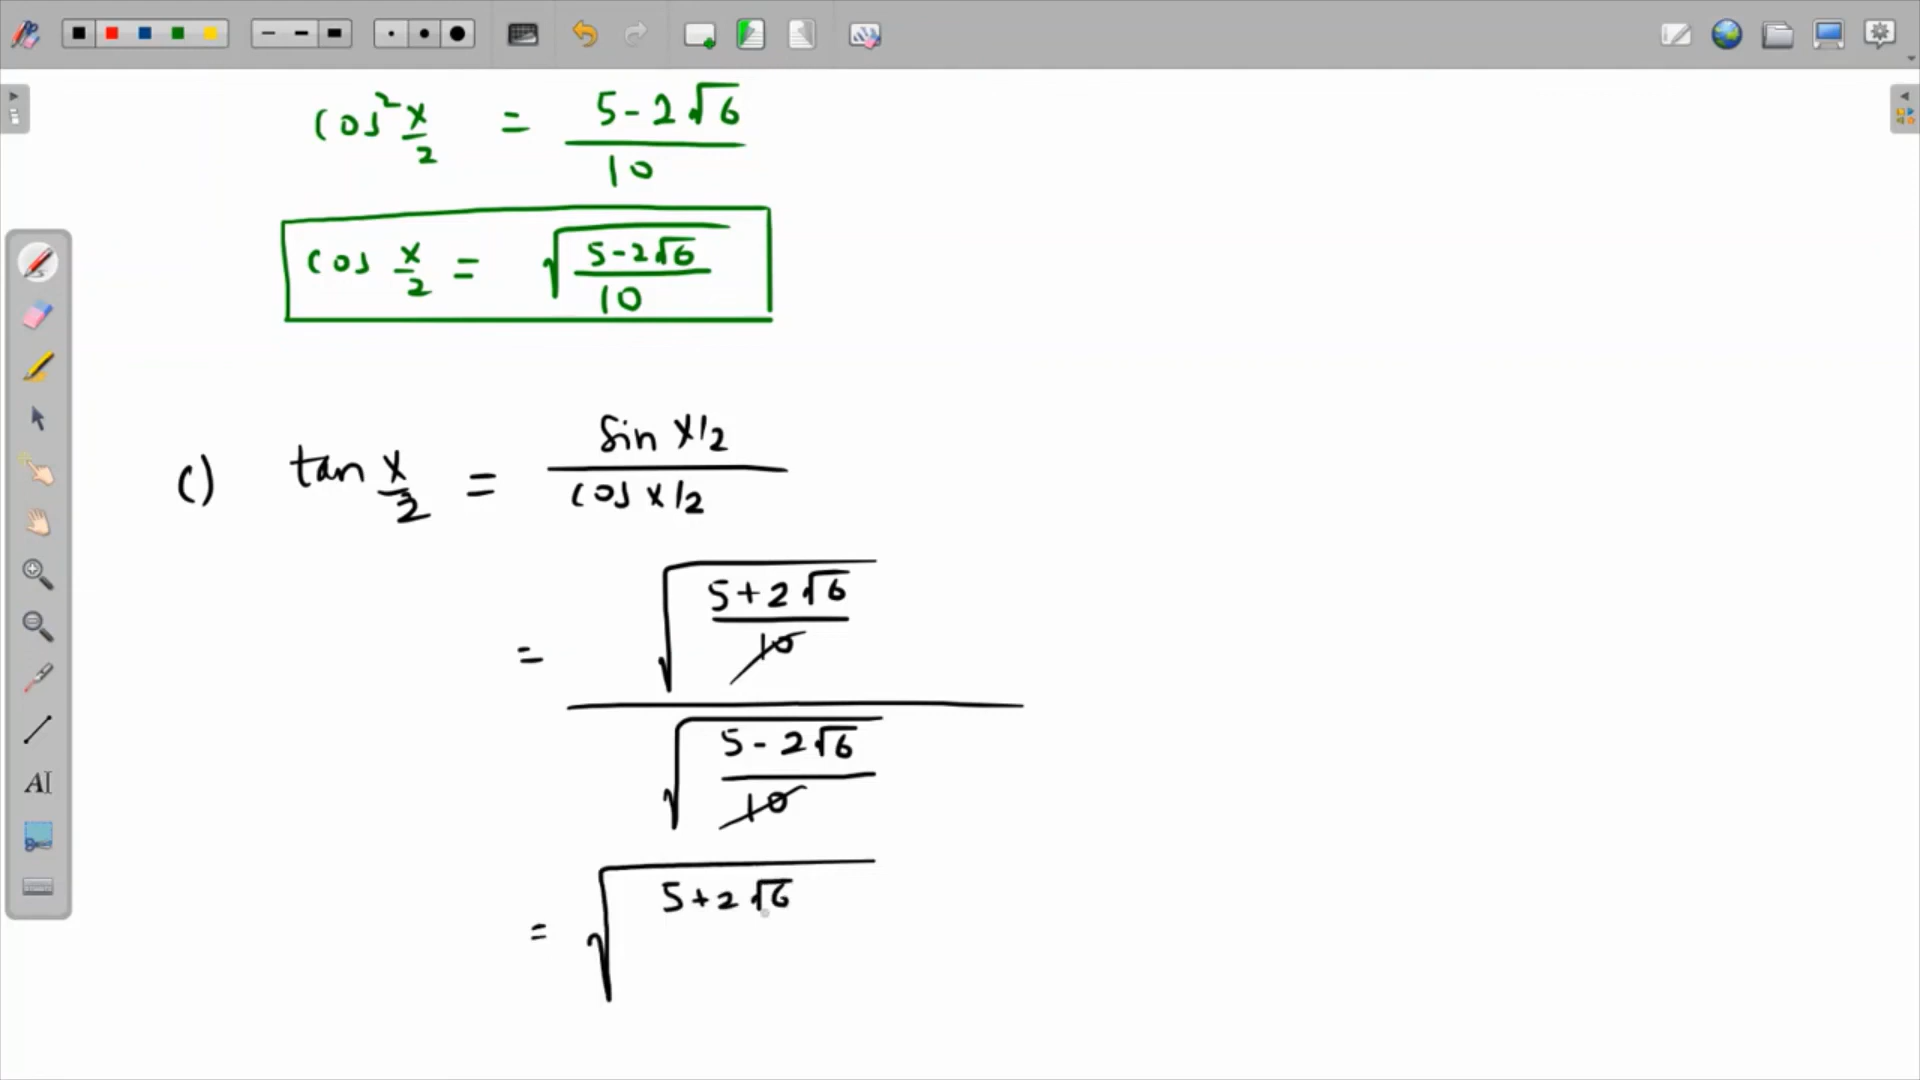 cos² x/2 = (5-2√6)/10
cos x/2 = √((5-2√6)/10)
c) tan x/2 = sin x/2 / cos x/2
= √((5+2√6)/10) / √((5-2√6)/10)
= √(5+2√6
AI